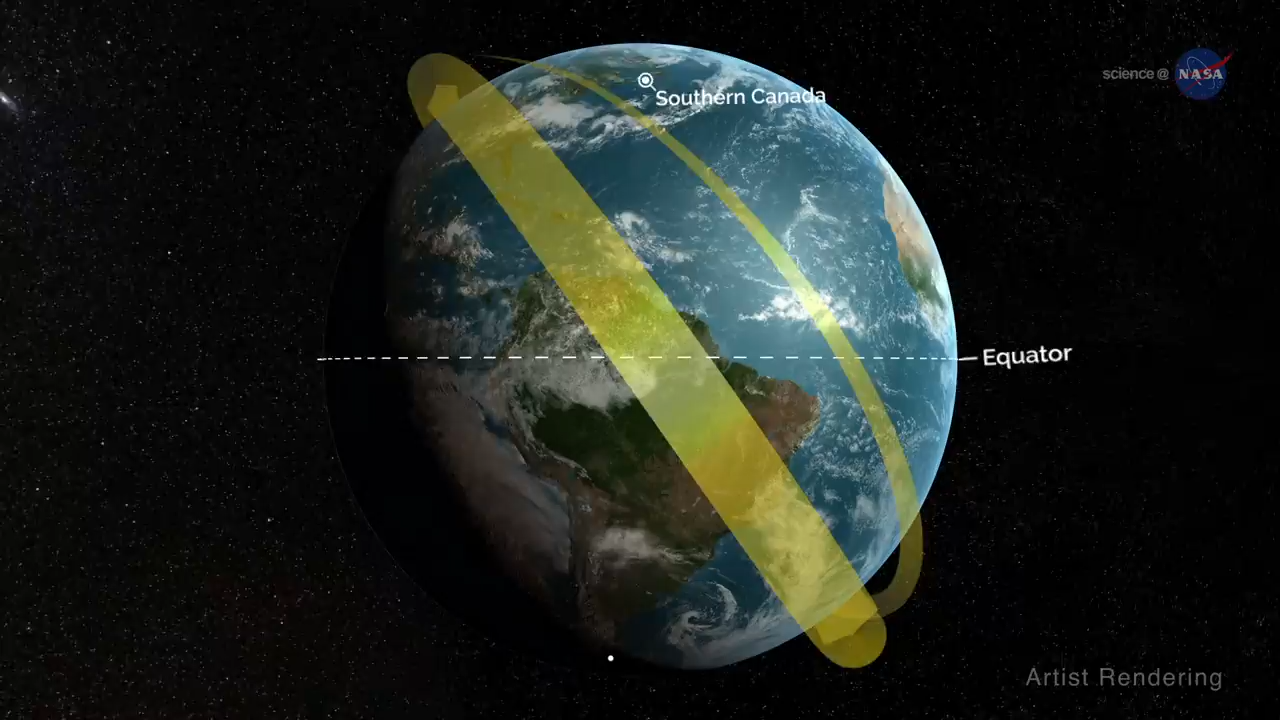 science@ NASA
Southern Canada
Equator
Artist Rendering